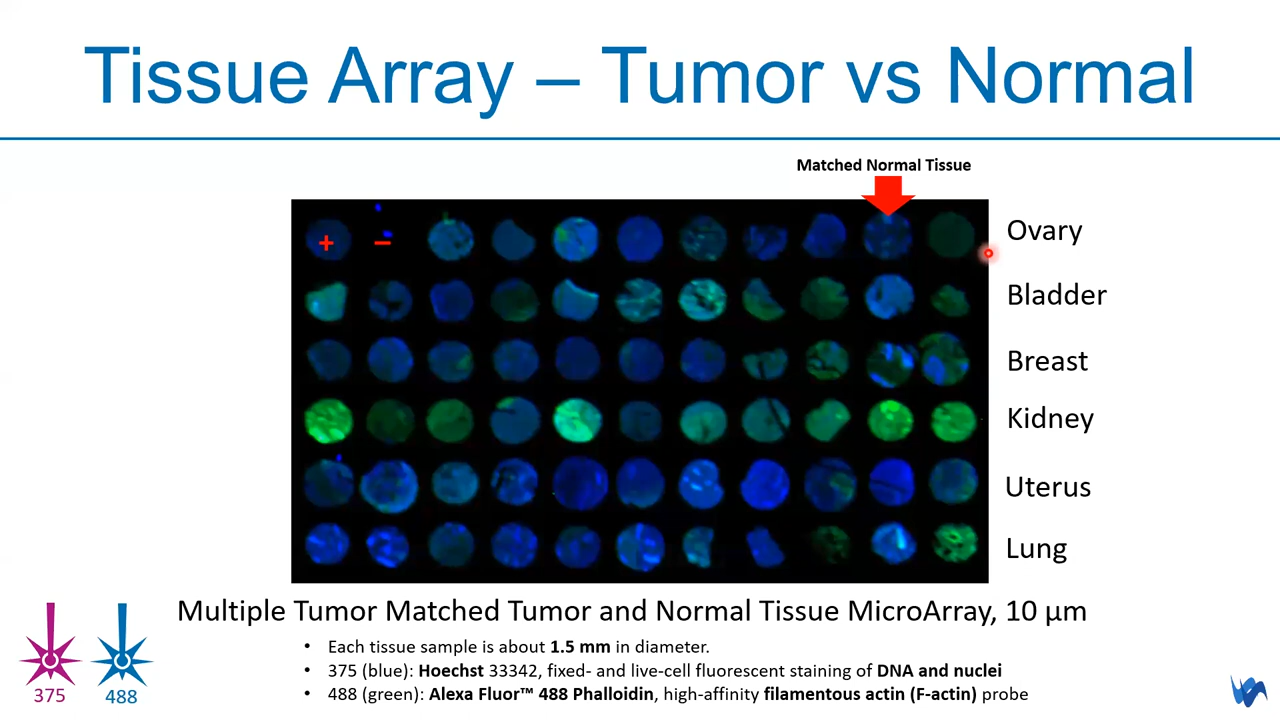 Tissue Array – Tumor vs Normal
Matched Normal Tissue
+ –
Ovary
Bladder
Breast
Kidney
Uterus
Lung
Multiple Tumor Matched Tumor and Normal Tissue MicroArray, 10 µm
• Each tissue sample is about 1.5 mm in diameter.
• 375 (blue): Hoechst 33342, fixed- and live-cell fluorescent staining of DNA and nuclei
• 488 (green): Alexa Fluor™ 488 Phalloidin, high-affinity filamentous actin (F-actin) probe
375 488